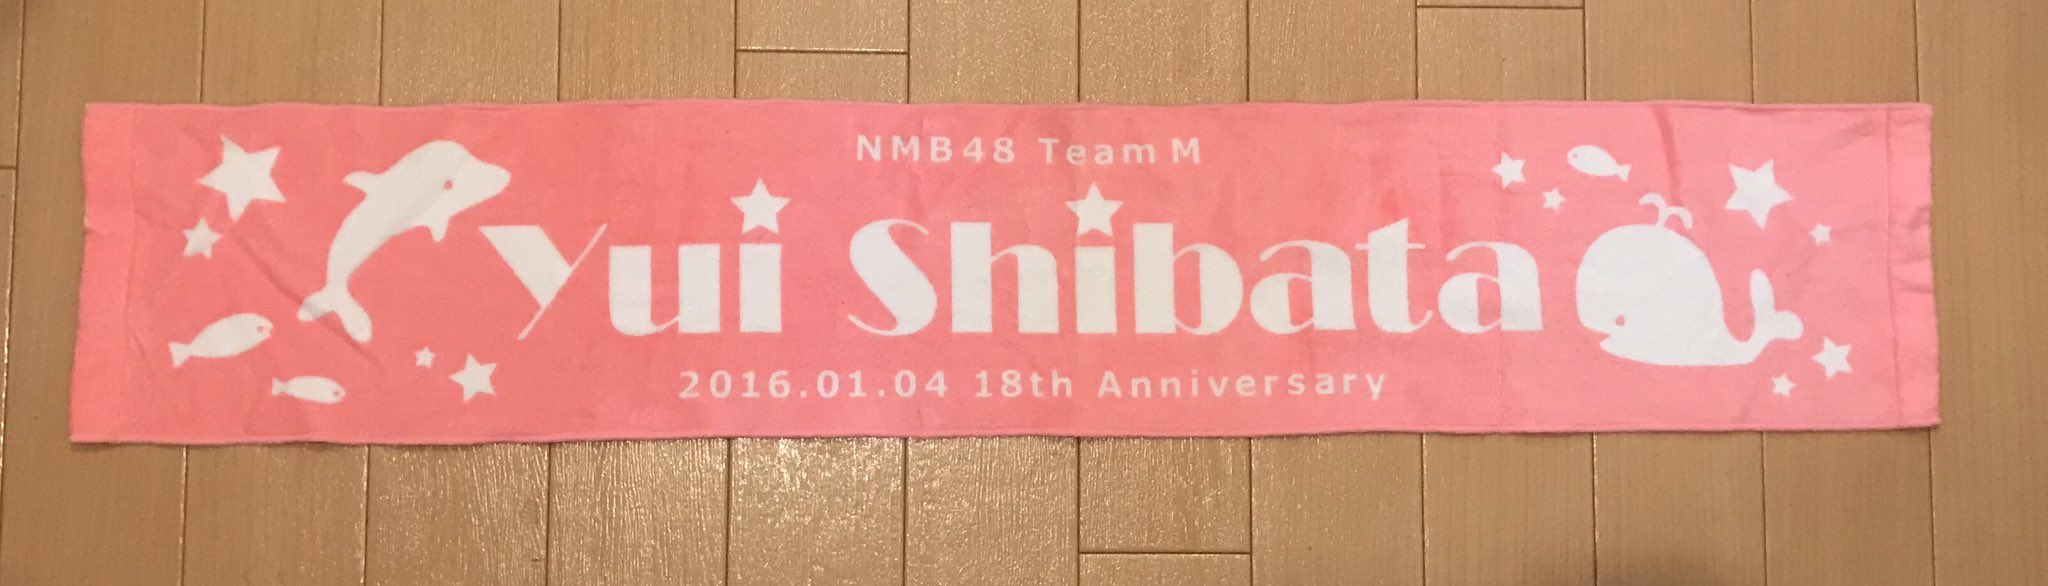 NMB48 Team M
Yui Shibata
2016.01.04 18th Anniversary